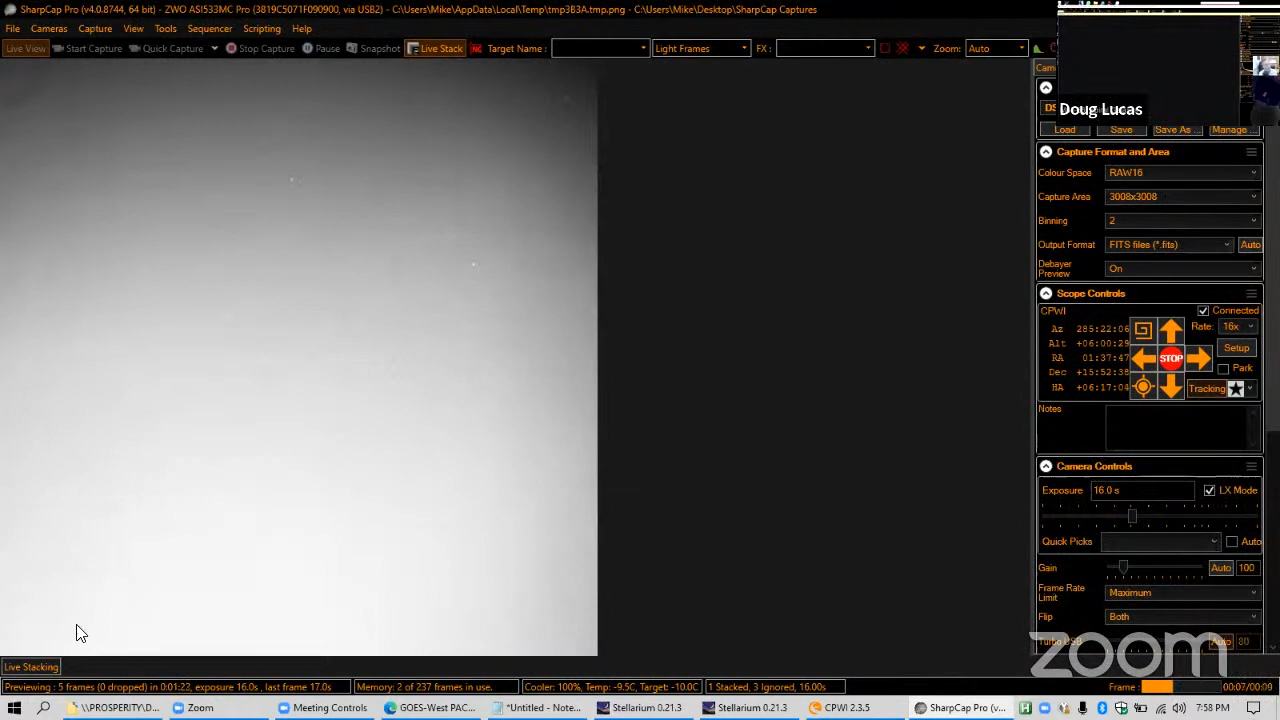 SharpCap Pro (v4.0.8744, 64 bit) - ZWO ASI533MC Pro (3819C5071F090900, via USB2) - C:\Users\Mike\AppData\Local\Temp\tmp3B3A.tmp.png - C:\Users\Mike\Desktop\SharpCap Captures
File Cameras Capture View Tools Sequencer Scripting Help
Live View Start Capture Quick Capture Stop Capture Pause Snapshot Live Stack Target Name: Light Frames FX: Zoom: Auto
Doug Lucas
Load Save Save As ... Manage ...
Capture Format and Area
Colour Space RAW16
Capture Area 3008x3008
Binning 2
Output Format FITS files (*.fits) Auto
Debayer Preview On
Scope Controls
CPWI Connected
Az 285:22:06 Rate: 16x
Alt +06:00:29 Setup
RA 01:37:47 STOP
Dec +15:52:38 Park
HA +06:17:04 Tracking
Notes
Camera Controls
Exposure 16.0 s LX Mode
Quick Picks Auto
Gain Auto 100
Frame Rate Limit Maximum
Flip Both
Turbo USB Auto 80
zoom
Live Stacking
Previewing : 5 frames (0 dropped) in 0:01:22, exposure 16.0s , last frame 17.0s Memory: 2 of 237 frames in use. Cooler:100%, Temp: -9.5C, Target: -10.0C 1 Stacked, 3 Ignored, 16.00s Frame : 00:07/00:09
\\PROSPERITY\D... Zoom Meeting Controls GOES-East PAC... *Untitled - Note... Stellarium 0.21.3 Stellarium 0.21.3 CPWI 2.3.5 SharpCap Pro (v... 7:58 PM